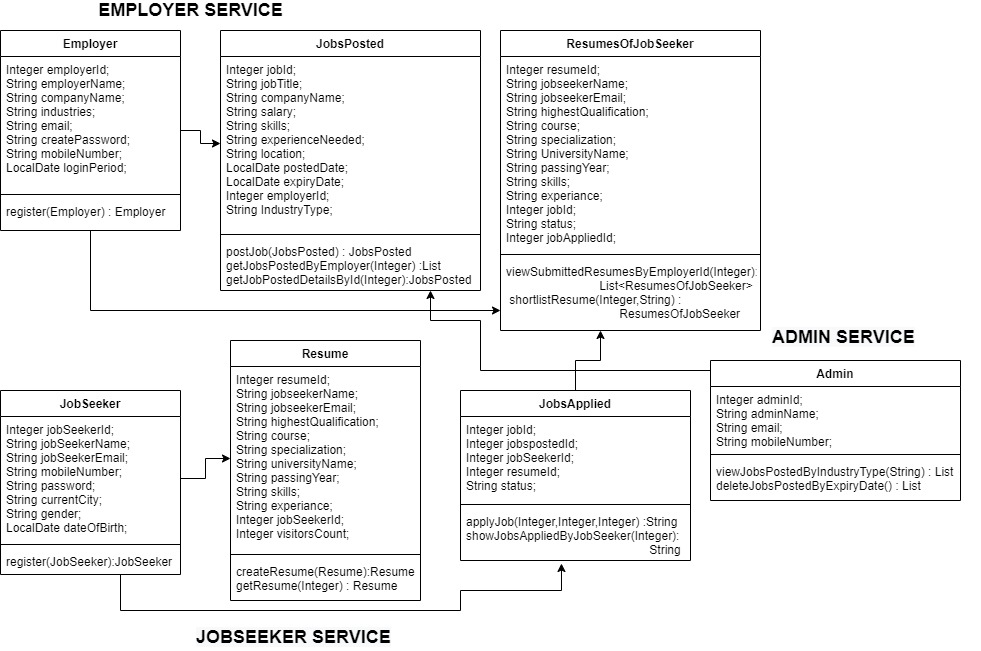 EMPLOYER SERVICE
Employer
Integer employerId;
String employerName;
String companyName;
String industries;
String email;
String createPassword;
String mobileNumber;
LocalDate loginPeriod;
register(Employer) : Employer
JobsPosted
Integer jobId;
String jobTitle;
String companyName;
String salary;
String skills;
String experienceNeeded;
String location;
LocalDate postedDate;
LocalDate expiryDate;
Integer employerId;
String IndustryType;
postJob(JobsPosted) : JobsPosted
getJobsPostedByEmployer(Integer) :List
getJobPostedDetailsById(Integer):JobsPosted
ResumesOfJobSeeker
Integer resumeId;
String jobseekerName;
String jobseekerEmail;
String highestQualification;
String course;
String specialization;
String UniversityName;
String passingYear;
String skills;
String experiance;
Integer jobId;
String status;
Integer jobAppliedId;
viewSubmittedResumesByEmployerId(Integer):
List<ResumesOfJobSeeker>
shortlistResume(Integer,String) :
ResumesOfJobSeeker
ADMIN SERVICE
Admin
Integer adminId;
String adminName;
String email;
String mobileNumber;
viewJobsPostedByIndustryType(String) : List
deleteJobsPostedByExpiryDate() : List
JobSeeker
Integer jobSeekerId;
String jobSeekerName;
String jobSeekerEmail;
String mobileNumber;
String password;
String currentCity;
String gender;
LocalDate dateOfBirth;
register(JobSeeker):JobSeeker
Resume
Integer resumeId;
String jobseekerName;
String jobseekerEmail;
String highestQualification;
String course;
String specialization;
String universityName;
String passingYear;
String skills;
String experiance;
Integer jobSeekerId;
Integer visitorsCount;
createResume(Resume):Resume
getResume(Integer) : Resume
JobsApplied
Integer jobId;
Integer jobspostedId;
Integer jobSeekerId;
Integer resumeId;
String status;
applyJob(Integer,Integer,Integer) :String
showJobsAppliedByJobSeeker(Integer):
String
JOBSEEKER SERVICE